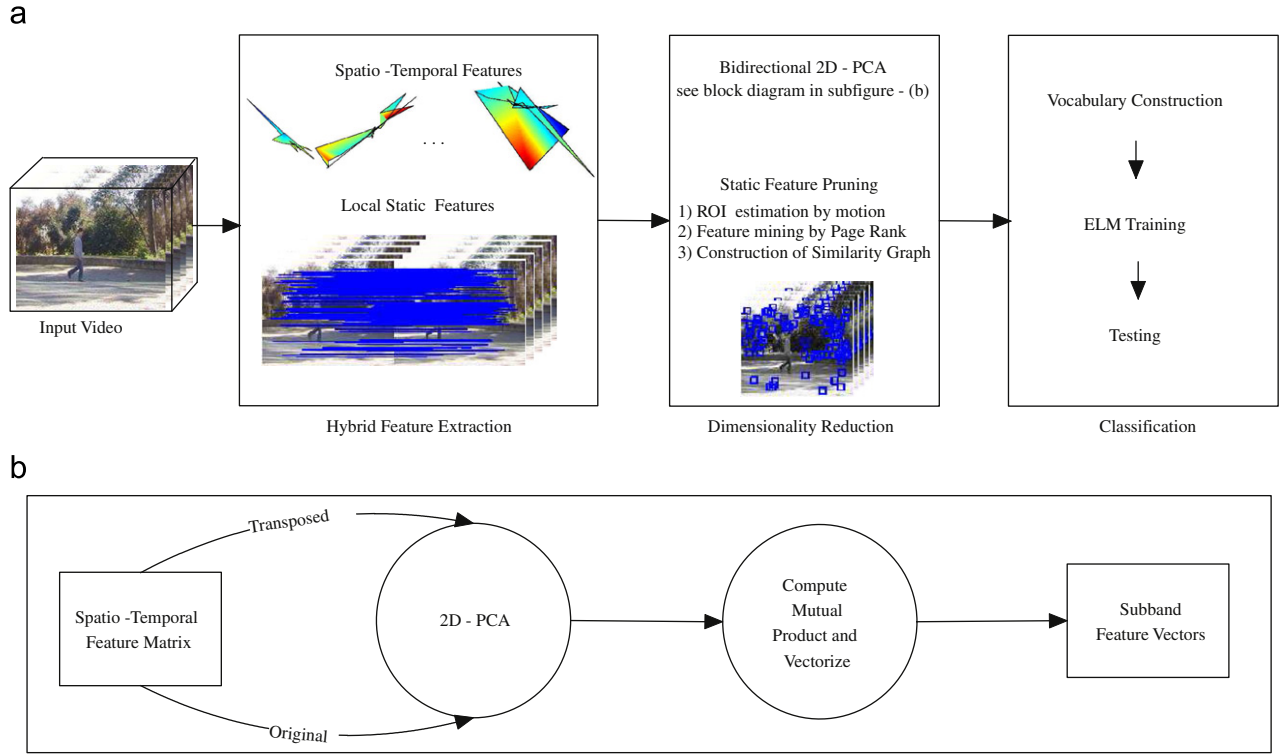 a
Spatio -Temporal Features
. . .
Local Static Features
Input Video
Hybrid Feature Extraction
Bidirectional 2D - PCA
see block diagram in subfigure - (b)
Static Feature Pruning
1) ROI estimation by motion
2) Feature mining by Page Rank
3) Construction of Similarity Graph
Dimensionality Reduction
Vocabulary Construction
ELM Training
Testing
Classification
b
Transposed
Spatio -Temporal
Feature Matrix
Original
2D - PCA
Compute
Mutual
Product and
Vectorize
Subband
Feature Vectors